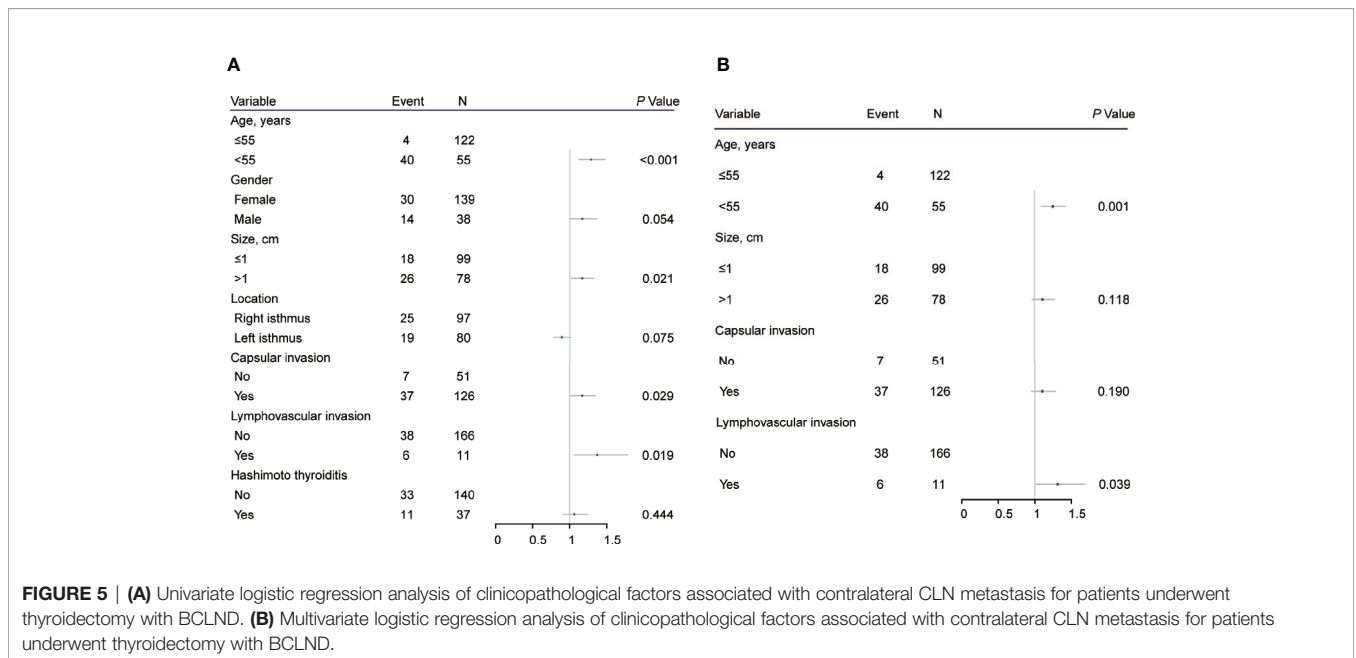 A
Variable Event N P Value
Age, years
≤55 4 122
<55 40 55 <0.001
Gender
Female 30 139
Male 14 38 0.054
Size, cm
≤1 18 99
>1 26 78 0.021
Location
Right isthmus 25 97
Left isthmus 19 80 0.075
Capsular invasion
No 7 51
Yes 37 126 0.029
Lymphovascular invasion
No 38 166
Yes 6 11 0.019
Hashimoto thyroiditis
No 33 140
Yes 11 37 0.444
0 0.5 1 1.5
B
Variable Event N P Value
Age, years
≤55 4 122
<55 40 55 0.001
Size, cm
≤1 18 99
>1 26 78 0.118
Capsular invasion
No 7 51
Yes 37 126 0.190
Lymphovascular invasion
No 38 166
Yes 6 11 0.039
0 0.5 1 1.5
FIGURE 5 | (A) Univariate logistic regression analysis of clinicopathological factors associated with contralateral CLN metastasis for patients underwent
thyroidectomy with BCLND. (B) Multivariate logistic regression analysis of clinicopathological factors associated with contralateral CLN metastasis for patients
underwent thyroidectomy with BCLND.